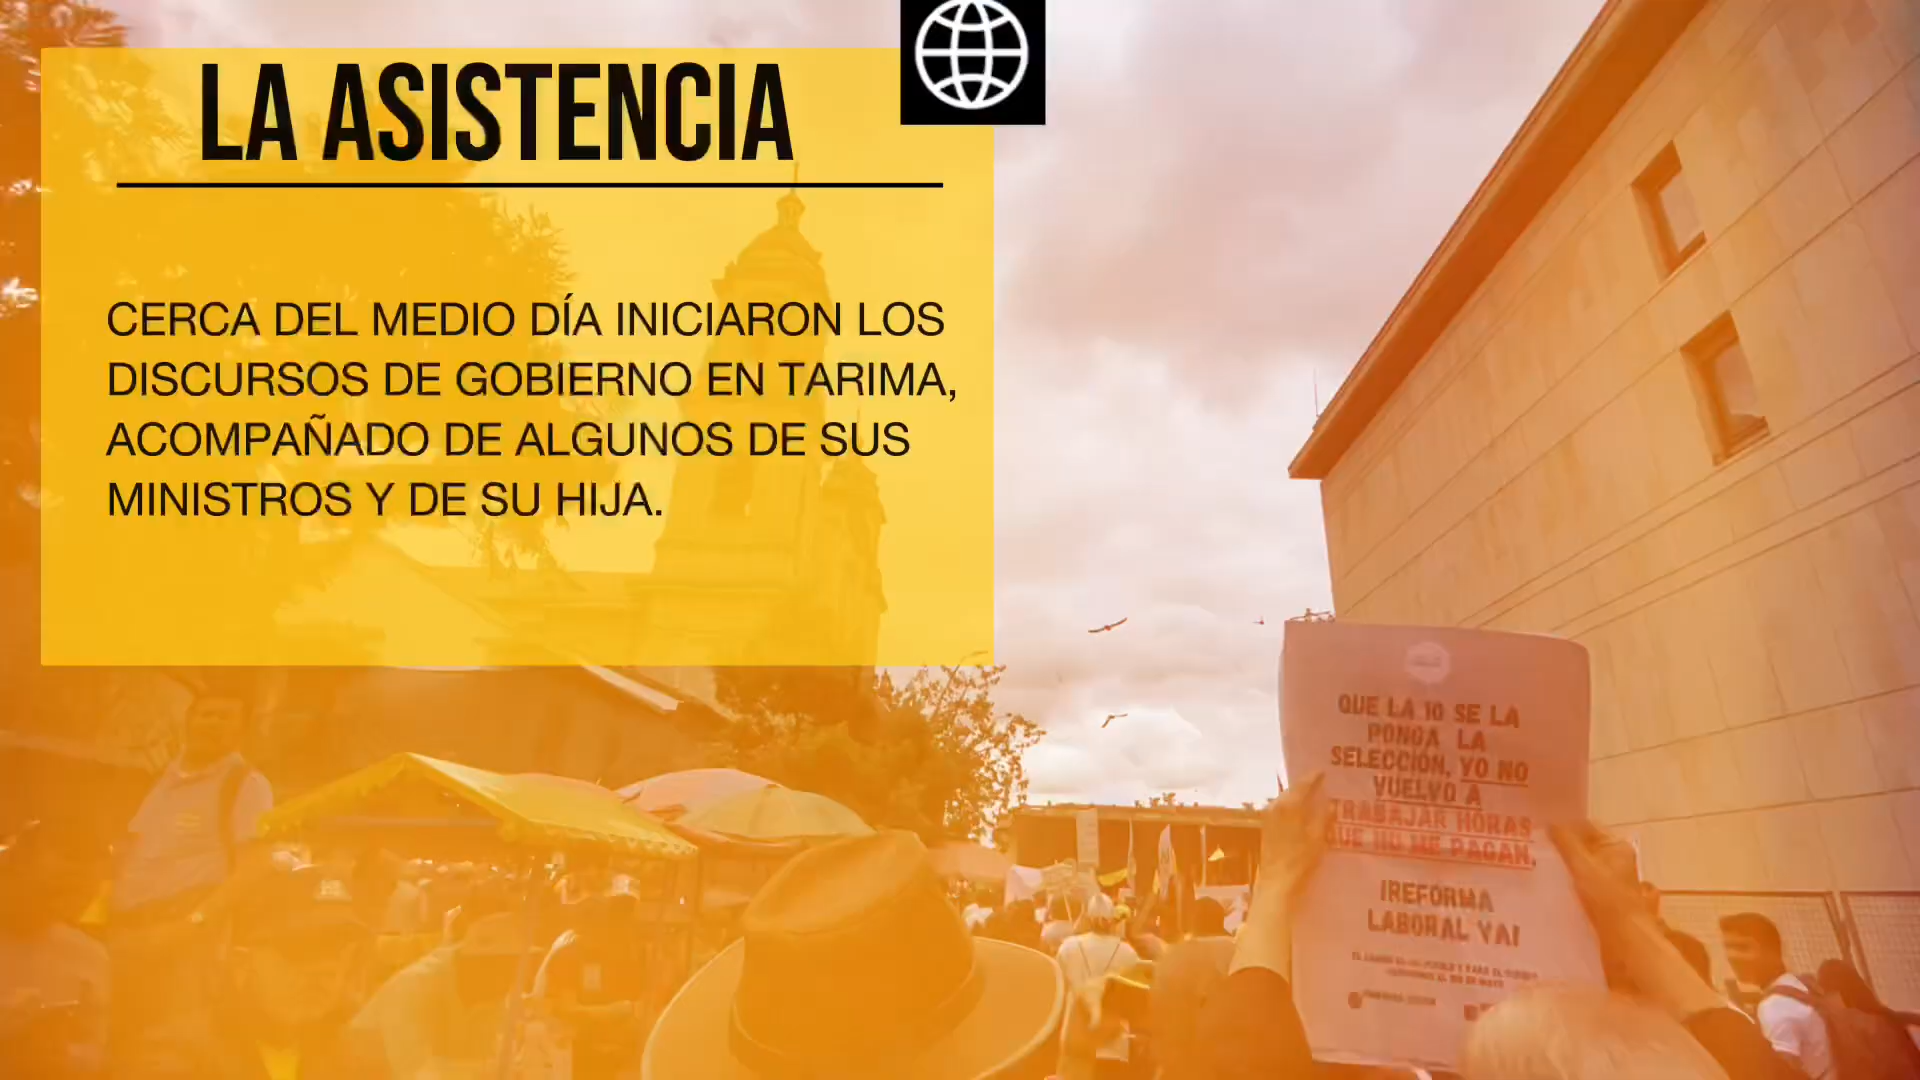 LA ASISTENCIA
CERCA DEL MEDIO DÍA INICIARON LOS
DISCURSOS DE GOBIERNO EN TARIMA,
ACOMPAÑADO DE ALGUNOS DE SUS
MINISTROS Y DE SU HIJA.
QUE LA 10 SE LA
PONGA LA
SELECCIÓN, YO NO
VUELVO A
TRABAJAR HORAS
QUE NO ME PAGAN.
¡REFORMA
LABORAL YA!